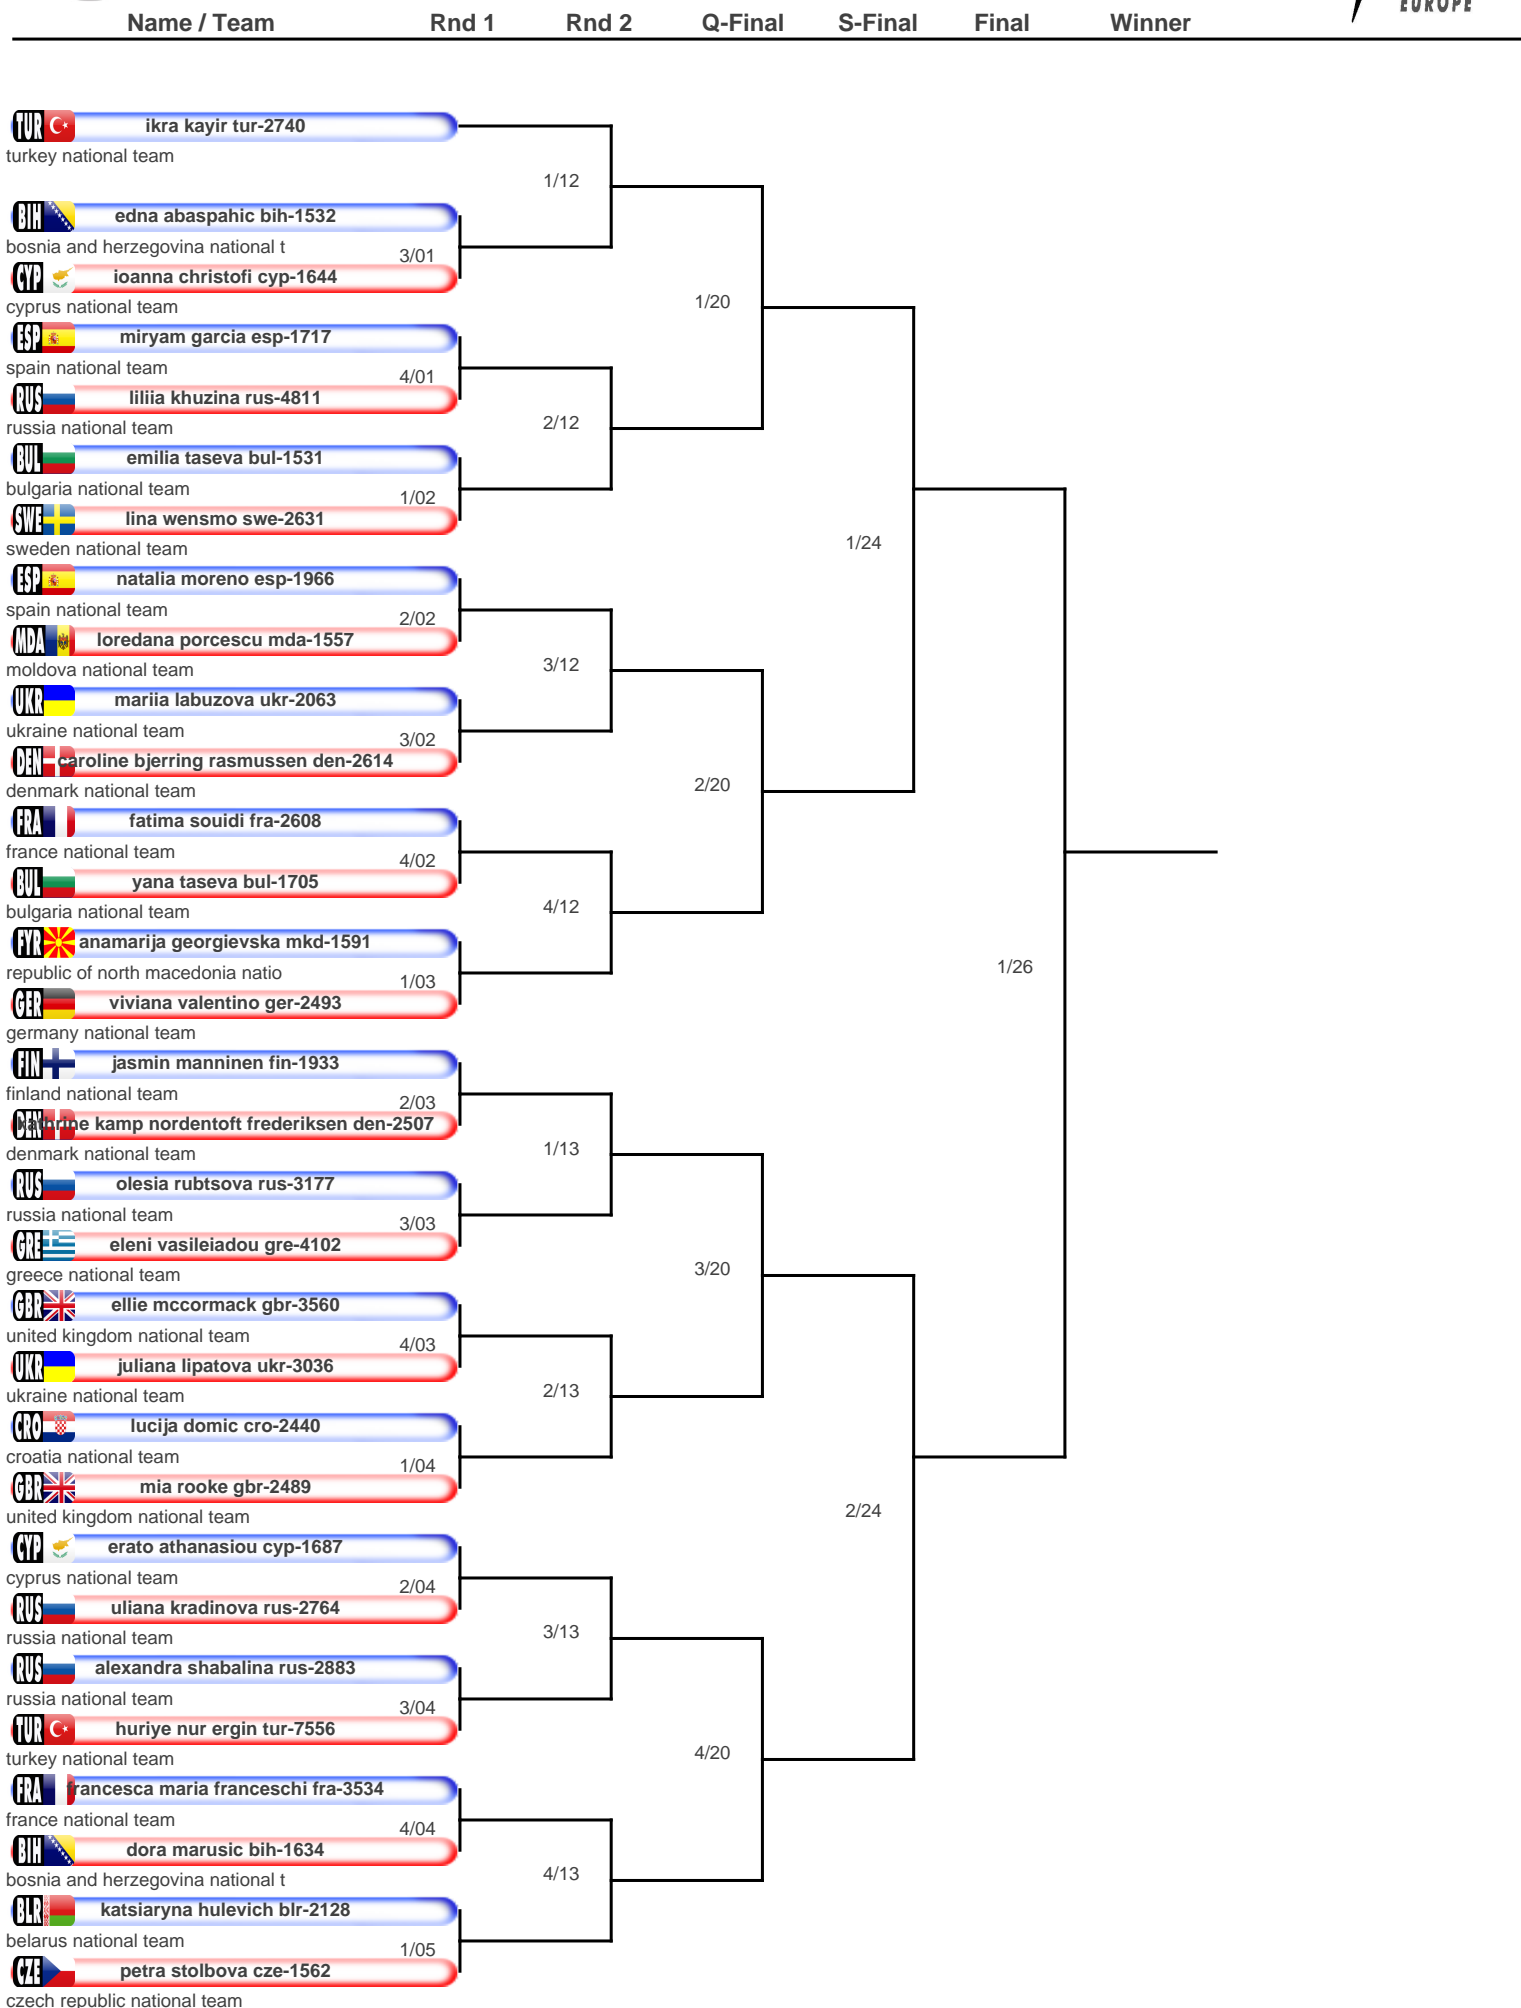 EUROPE
Name / Team Rnd 1 Rnd 2 Q-Final S-Final Final Winner
TUR ikra kayir tur-2740
turkey national team
1/12
BIH edna abaspahic bih-1532
bosnia and herzegovina national t
3/01
CYP ioanna christofi cyp-1644
cyprus national team
1/20
ESP miryam garcia esp-1717
spain national team
4/01
RUS liliia khuzina rus-4811
russia national team
2/12
BUL emilia taseva bul-1531
bulgaria national team
1/02
SWE lina wensmo swe-2631
sweden national team
1/24
ESP natalia moreno esp-1966
spain national team
2/02
MDA loredana porcescu mda-1557
moldova national team
3/12
UKR mariia labuzova ukr-2063
ukraine national team
3/02
DEN caroline bjerring rasmussen den-2614
denmark national team
2/20
FRA fatima souidi fra-2608
france national team
4/02
BUL yana taseva bul-1705
bulgaria national team
4/12
FYR anamarija georgievska mkd-1591
republic of north macedonia natio
1/26
1/03
GER viviana valentino ger-2493
germany national team
FIN jasmin manninen fin-1933
finland national team
2/03
DEN kathrine kamp nordentoft frederiksen den-2507
denmark national team
1/13
RUS olesia rubtsova rus-3177
russia national team
3/03
GRE eleni vasileiadou gre-4102
greece national team
3/20
GBR ellie mccormack gbr-3560
united kingdom national team
4/03
UKR juliana lipatova ukr-3036
ukraine national team
2/13
CRO lucija domic cro-2440
croatia national team
1/04
GBR mia rooke gbr-2489
united kingdom national team
2/24
CYP erato athanasiou cyp-1687
cyprus national team
2/04
RUS uliana kradinova rus-2764
russia national team
3/13
RUS alexandra shabalina rus-2883
russia national team
3/04
TUR huriye nur ergin tur-7556
turkey national team
4/20
FRA francesca maria franceschi fra-3534
france national team
4/04
BIH dora marusic bih-1634
bosnia and herzegovina national t
4/13
BLR katsiaryna hulevich blr-2128
belarus national team
1/05
CZE petra stolbova cze-1562
czech republic national team